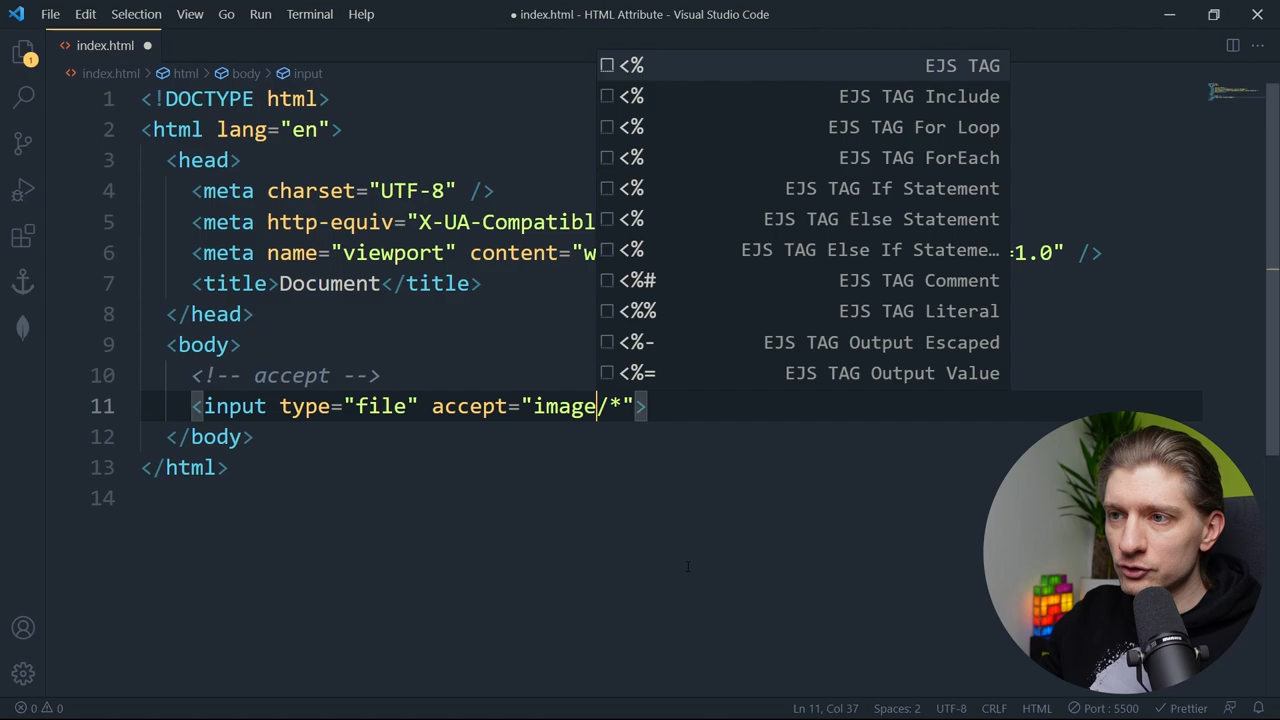 File Edit Selection View Go Run Terminal Help ● index.html - HTML Attribute - Visual Studio Code
index.html
index.html > html > body > input
1 <!DOCTYPE html>
2 <html lang="en">
3 <head>
4 <meta charset="UTF-8" />
5 <meta http-equiv="X-UA-Compatibl
6 <meta name="viewport" content="w =1.0" />
7 <title>Document</title>
8 </head>
9 <body>
10 <!-- accept -->
11 <input type="file" accept="image/*">
12 </body>
13 </html>
14
<% EJS TAG
<% EJS TAG Include
<% EJS TAG For Loop
<% EJS TAG ForEach
<% EJS TAG If Statement
<% EJS TAG Else Statement
<% EJS TAG Else If Stateme…
<%# EJS TAG Comment
<%% EJS TAG Literal
<%- EJS TAG Output Escaped
<%= EJS TAG Output Value
1
0 0 Ln 11, Col 37 Spaces: 2 UTF-8 CRLF HTML Port : 5500 Prettier